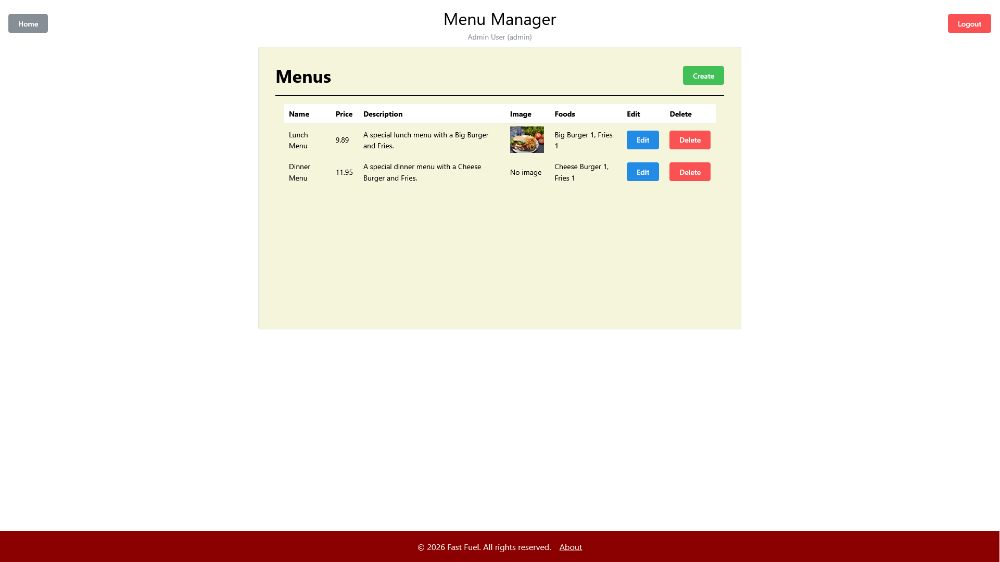 Home
Menu Manager
Admin User (admin)
Logout
Menus
Create
Name Price Description Image Foods Edit Delete
Lunch Menu 9.89 A special lunch menu with a Big Burger and Fries. Big Burger 1, Fries 1 Edit Delete
Dinner Menu 11.95 A special dinner menu with a Cheese Burger and Fries. No image Cheese Burger 1, Fries 1 Edit Delete
© 2026 Fast Fuel. All rights reserved. About